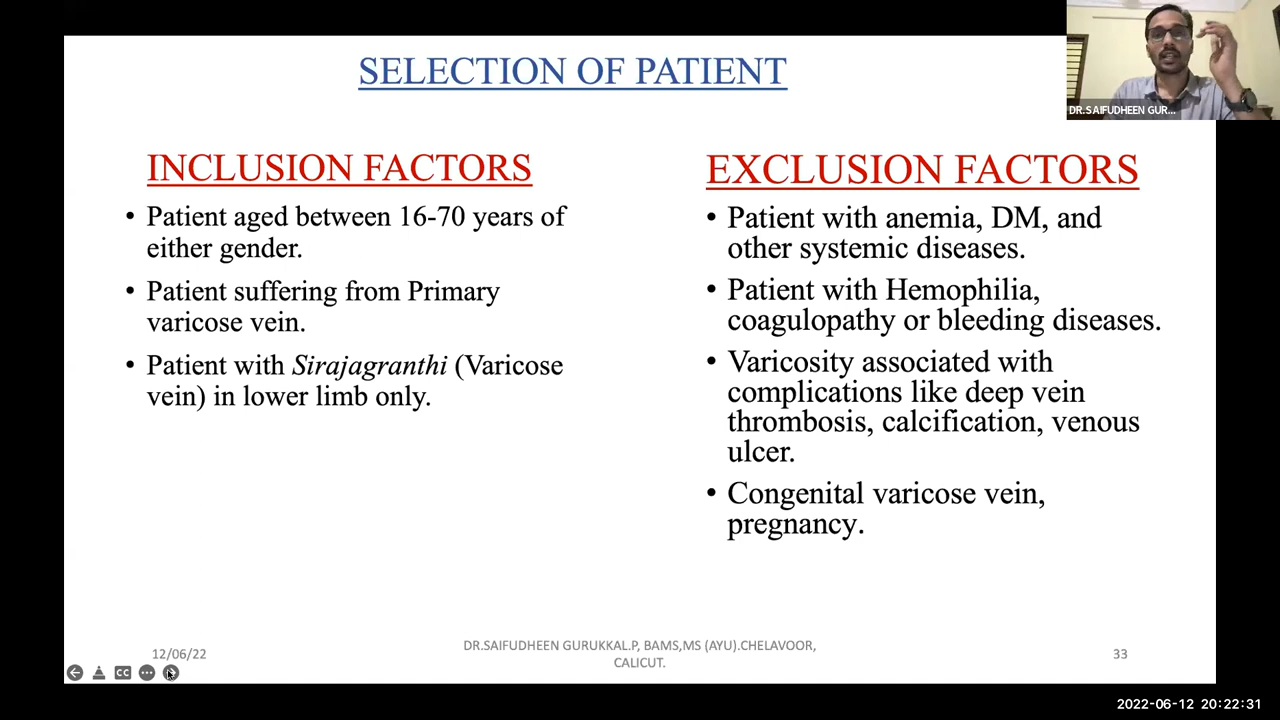 SELECTION OF PATIENT
DR.SAIFUDHEEN GUR...
INCLUSION FACTORS
• Patient aged between 16-70 years of
either gender.
• Patient suffering from Primary
varicose vein.
• Patient with Sirajagranthi (Varicose
vein) in lower limb only.
EXCLUSION FACTORS
• Patient with anemia, DM, and
other systemic diseases.
• Patient with Hemophilia,
coagulopathy or bleeding diseases.
• Varicosity associated with
complications like deep vein
thrombosis, calcification, venous
ulcer.
• Congenital varicose vein,
pregnancy.
12/06/22
DR.SAIFUDHEEN GURUKKAL.P, BAMS,MS (AYU).CHELAVOOR,
CALICUT.
33
CC
2022-06-12 20:22:31